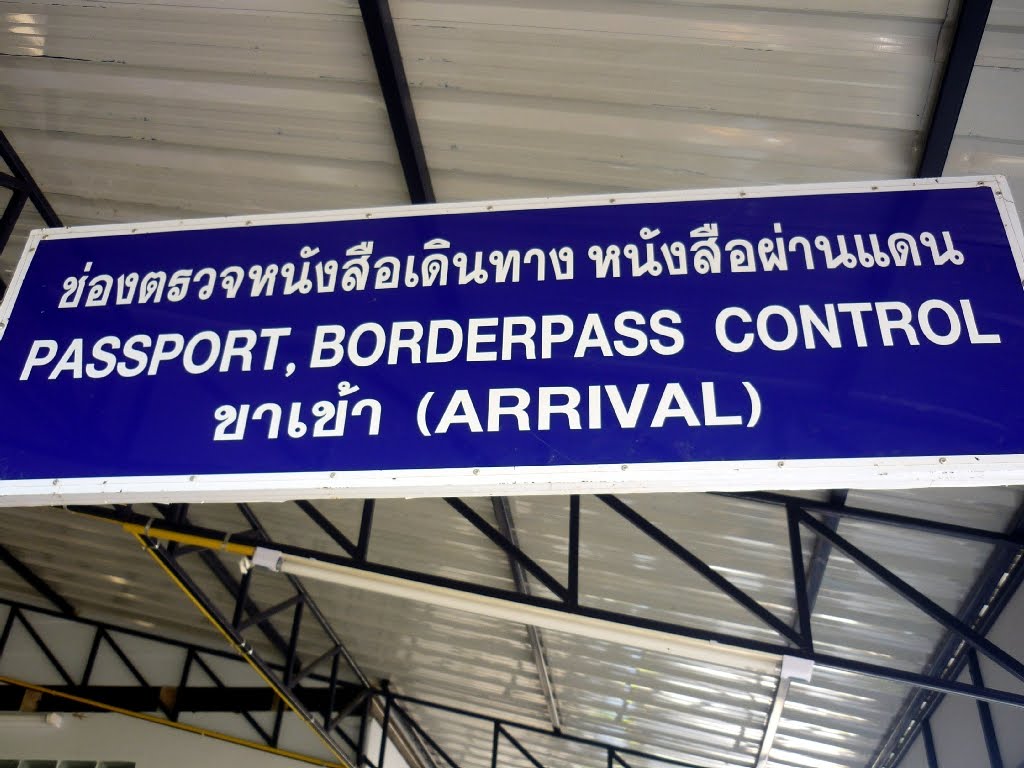 ช่องตรวจหนังสือเดินทาง หนังสือผ่านแดน
PASSPORT, BORDERPASS CONTROL
ขาเข้า (ARRIVAL)